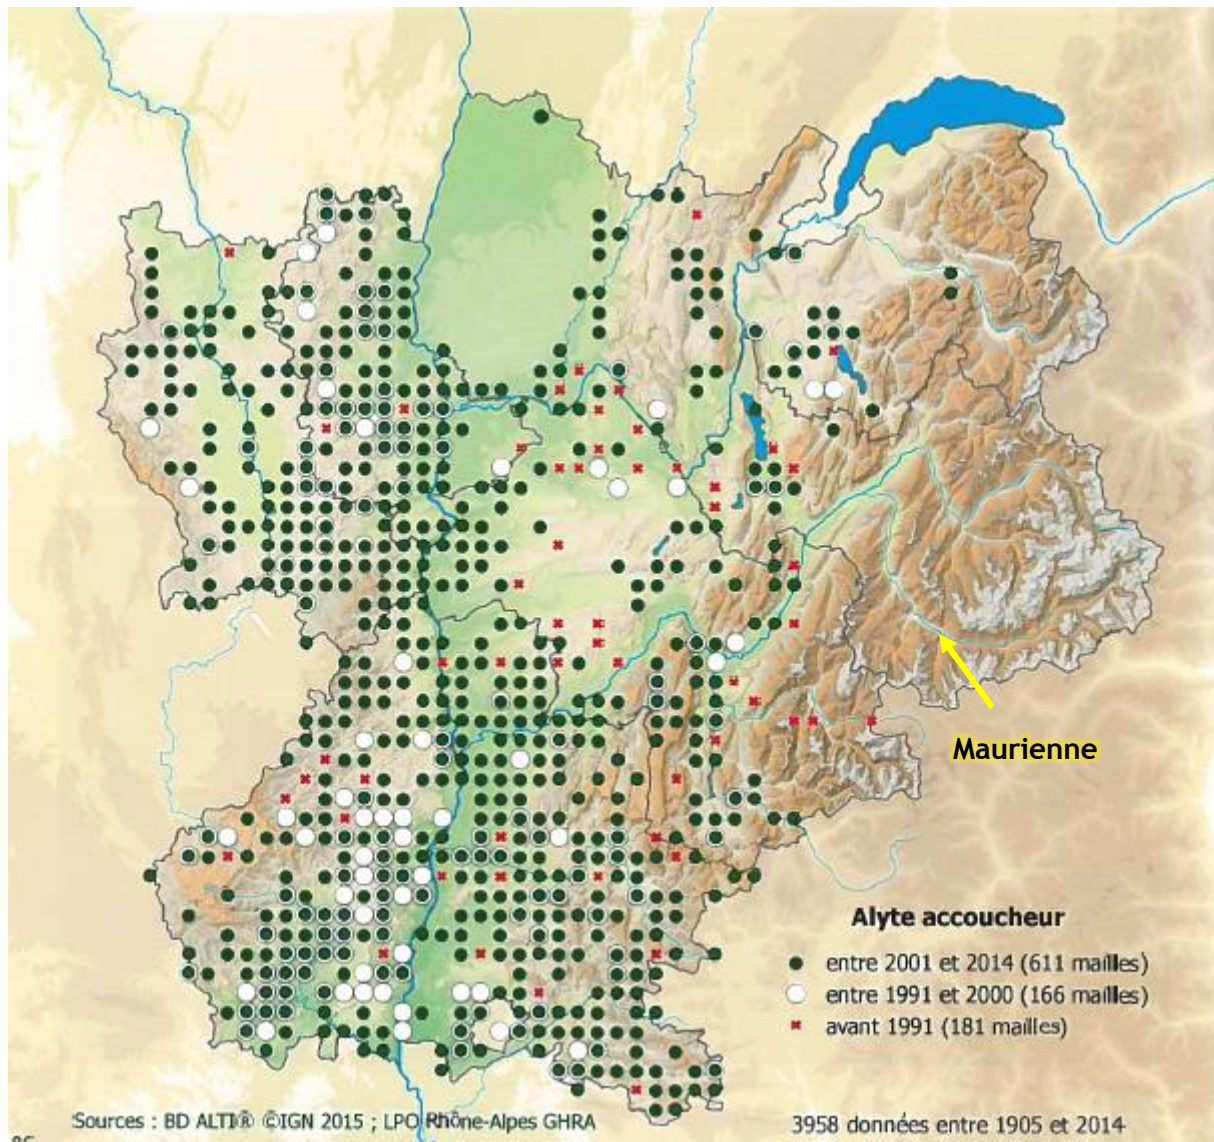 Maurienne
Alyte accoucheur
entre 2001 et 2014 (611 mailles)
entre 1991 et 2000 (166 mailles)
avant 1991 (181 mailles)
Sources : BD ALTI® ©IGN 2015 ; LPO Rhône-Alpes GHRA
3958 données entre 1905 et 2014